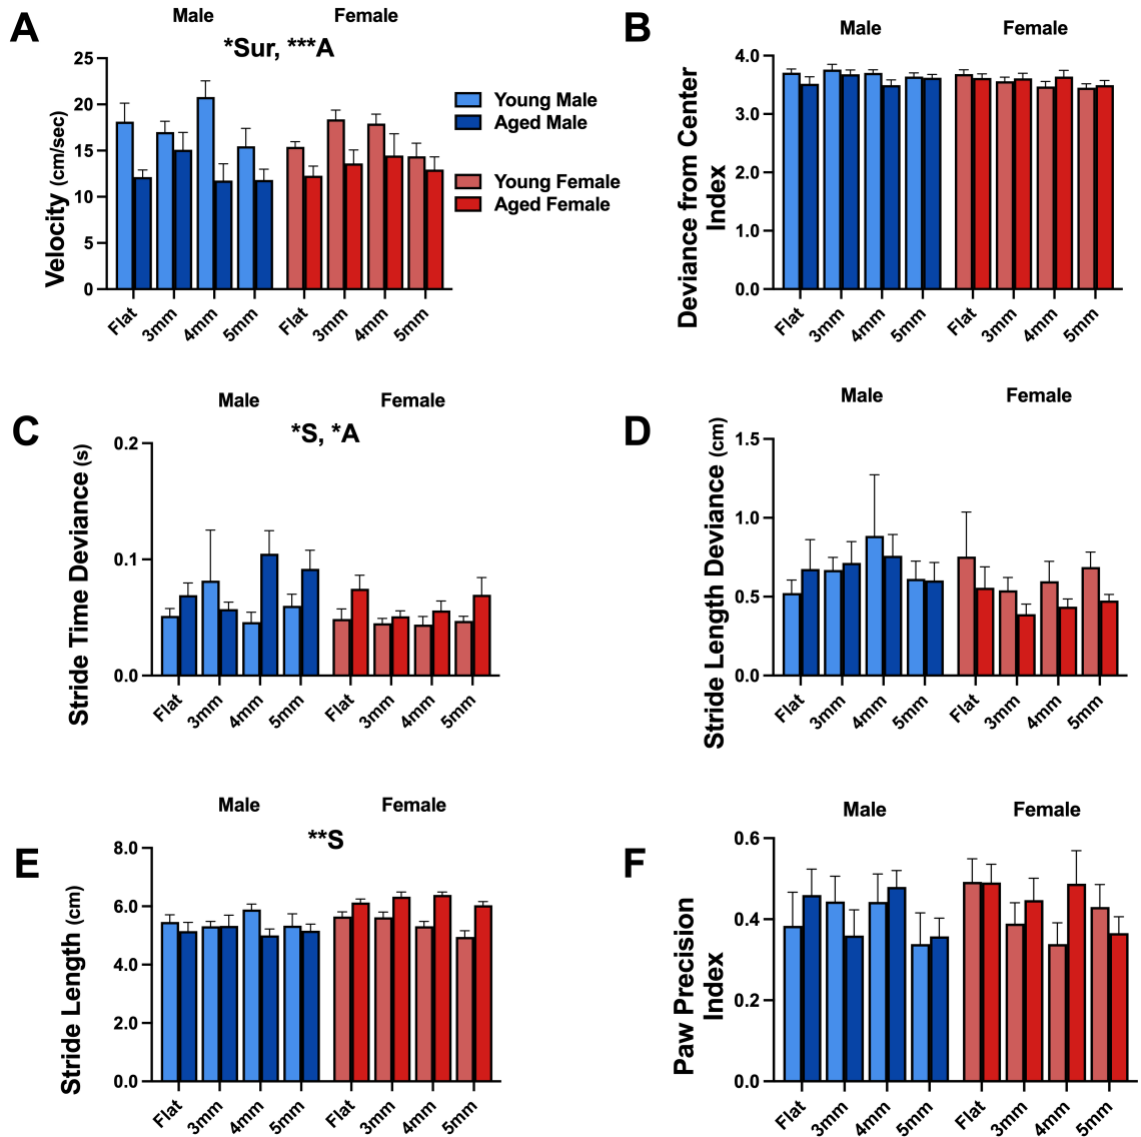 A
Male
Female
*Sur, ***A
Velocity (cm/sec)
25
20
15
10
5
0
Flat
3mm
4mm
5mm
Flat
3mm
4mm
5mm
Young Male
Aged Male
Young Female
Aged Female
B
Male
Female
Deviance from Center
Index
4.0
3.0
2.0
1.0
0.0
Flat
3mm
4mm
5mm
Flat
3mm
4mm
5mm
C
Male
Female
*S, *A
Stride Time Deviance (s)
0.2
0.1
0.0
Flat
3mm
4mm
5mm
Flat
3mm
4mm
5mm
D
Male
Female
Stride Length Deviance (cm)
1.5
1.0
0.5
0.0
Flat
3mm
4mm
5mm
Flat
3mm
4mm
5mm
E
Male
Female
**S
Stride Length (cm)
8.0
6.0
4.0
2.0
0.0
Flat
3mm
4mm
5mm
Flat
3mm
4mm
5mm
F
Male
Female
Paw Precision
Index
0.6
0.4
0.2
0.0
Flat
3mm
4mm
5mm
Flat
3mm
4mm
5mm